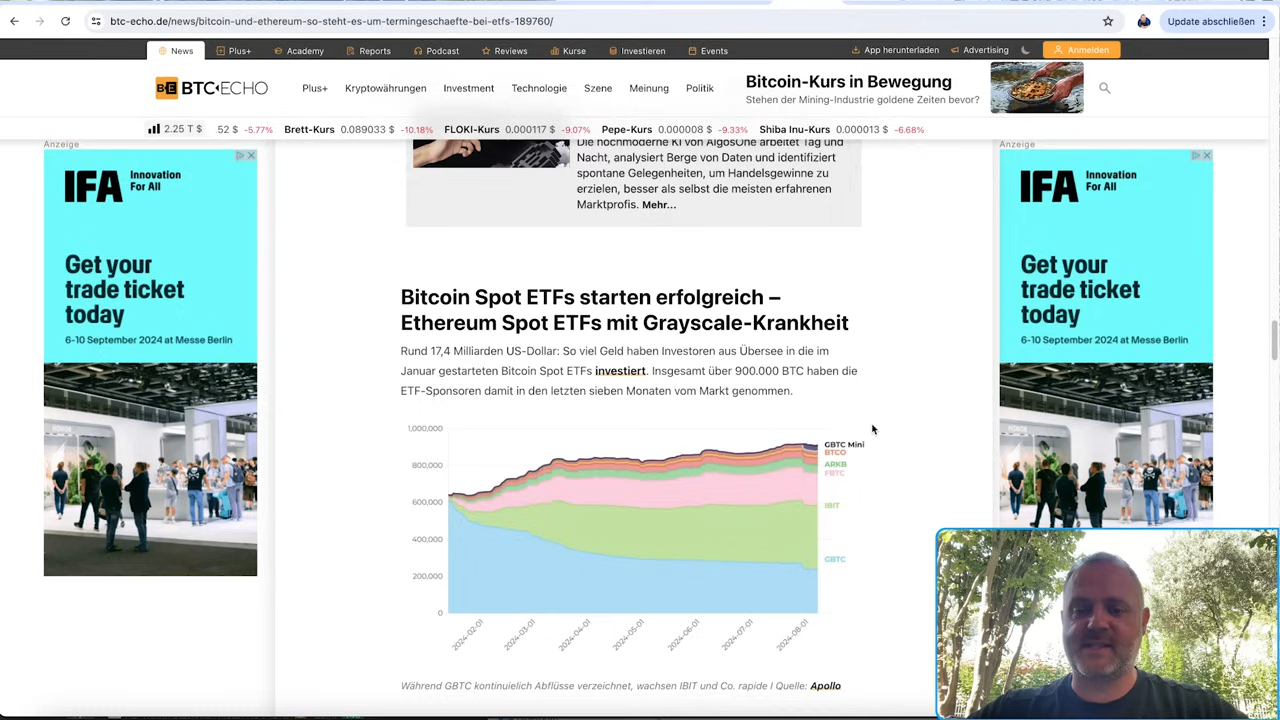 btc-echo.de/news/bitcoin-und-ethereum-so-steht-es-um-termingeschaefte-bei-etfs-189760/
Update abschließen
News
Plus+
Academy
Reports
Podcast
Reviews
Kurse
Investieren
Events
App herunterladen
Advertising
Anmelden
BTC-ECHO
Plus+
Kryptowährungen
Investment
Technologie
Szene
Meinung
Politik
Bitcoin-Kurs in Bewegung
Stehen der Mining-Industrie goldene Zeiten bevor?
2.25 T $
52 $ -5.77%
Brett-Kurs 0.089033 $ -10.18%
FLOKI-Kurs 0.000117 $ -9.07%
Pepe-Kurs 0.000008 $ -9.33%
Shiba Inu-Kurs 0.000013 $ -6.68%
Anzeige
IFA Innovation
For All
Get your
trade ticket
today
6-10 September 2024 at Messe Berlin
Die hochmoderne KI von AlgosOne arbeitet Tag und
Nacht, analysiert Berge von Daten und identifiziert
spontane Gelegenheiten, um Handelsgewinne zu
erzielen, besser als selbst die meisten erfahrenen
Marktprofis. Mehr...
Bitcoin Spot ETFs starten erfolgreich –
Ethereum Spot ETFs mit Grayscale-Krankheit
Rund 17,4 Milliarden US-Dollar: So viel Geld haben Investoren aus Übersee in die im
Januar gestarteten Bitcoin Spot ETFs investiert. Insgesamt über 900.000 BTC haben die
ETF-Sponsoren damit in den letzten sieben Monaten vom Markt genommen.
1,000,000
800,000
600,000
400,000
200,000
0
GBTC Mini
BTCO
ARKB
FBTC
IBIT
GBTC
2024-02-01
2024-03-01
2024-04-01
2024-05-01
2024-06-01
2024-07-01
2024-08-01
Während GBTC kontinuielich Abflüsse verzeichnet, wachsen IBIT und Co. rapide I Quelle: Apollo
Anzeige
IFA Innovation
For All
Get your
trade ticket
today
6-10 September 2024 at Messe Berlin